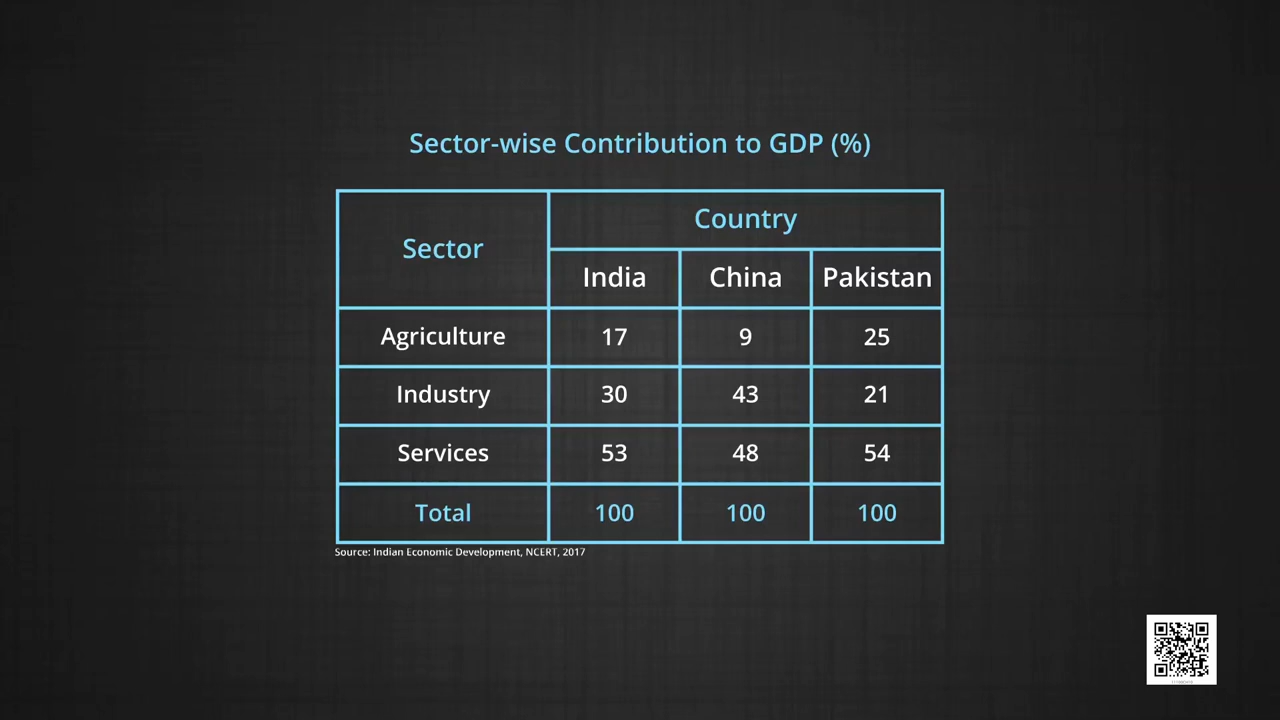 Sector-wise Contribution to GDP (%)
Sector
Country
India China Pakistan
Agriculture 17 9 25
Industry 30 43 21
Services 53 48 54
Total 100 100 100
Source: Indian Economic Development, NCERT, 2017